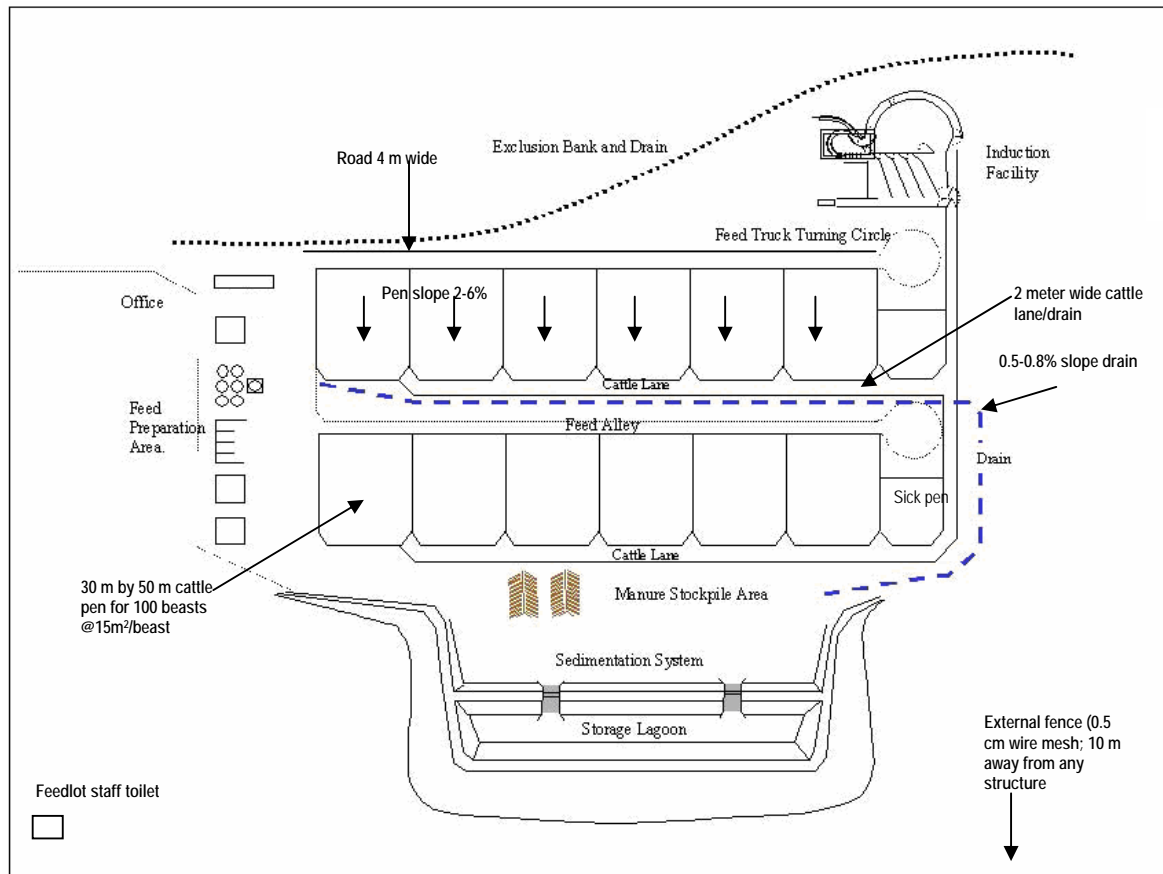 Exclusion Bank and Drain
Road 4 m wide
Induction
Facility
Feed Truck Turning Circle
Office
Pen slope 2-6%
2 meter wide cattle
lane/drain
0.5-0.8% slope drain
Cattle Lane
Feed
Preparation
Area.
Feed Alley
Drain
Sick pen
Cattle Lane
30 m by 50 m cattle
pen for 100 beasts
@15m²/beast
Manure Stockpile Area
Sedimentation System
Storage Lagoon
External fence (0.5
cm wire mesh; 10 m
away from any
structure
Feedlot staff toilet